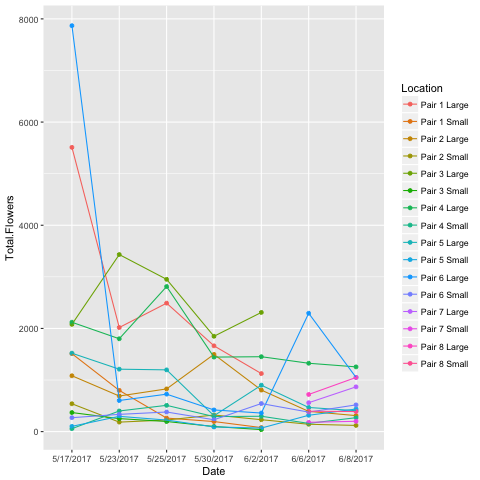 8000
6000
4000
2000
0
Total.Flowers
5/17/2017 5/23/2017 5/25/2017 5/30/2017 6/2/2017 6/6/2017 6/8/2017
Date
Location
Pair 1 Large
Pair 1 Small
Pair 2 Large
Pair 2 Small
Pair 3 Large
Pair 3 Small
Pair 4 Large
Pair 4 Small
Pair 5 Large
Pair 5 Small
Pair 6 Large
Pair 6 Small
Pair 7 Large
Pair 7 Small
Pair 8 Large
Pair 8 Small